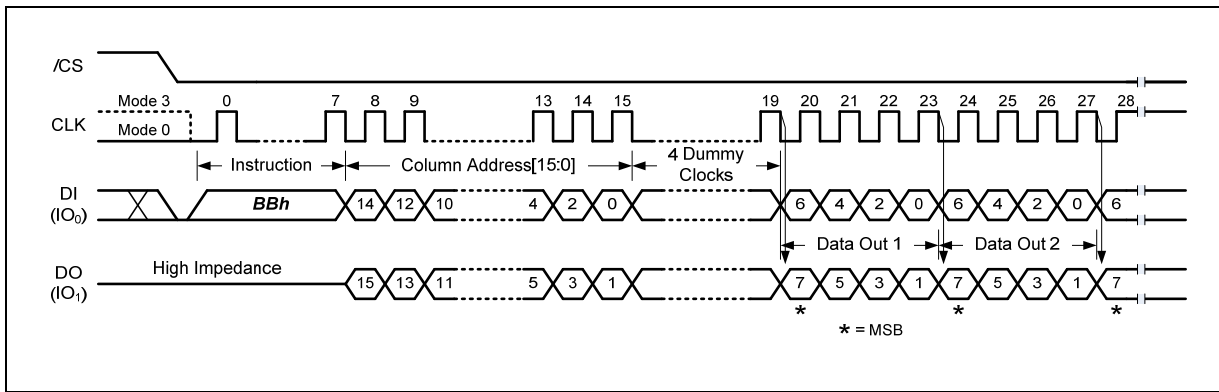 /CS
Mode 3 0 7 8 9 13 14 15 19 20 21 22 23 24 25 26 27 28
CLK
Mode 0
Instruction Column Address[15:0] 4 Dummy Clocks
DI (IO₀) BBh 14 12 10 4 2 0 6 4 2 0 6 4 2 0 6
Data Out 1 Data Out 2
DO (IO₁) High Impedance 15 13 11 5 3 1 7 5 3 1 7 5 3 1 7
* * *
* = MSB